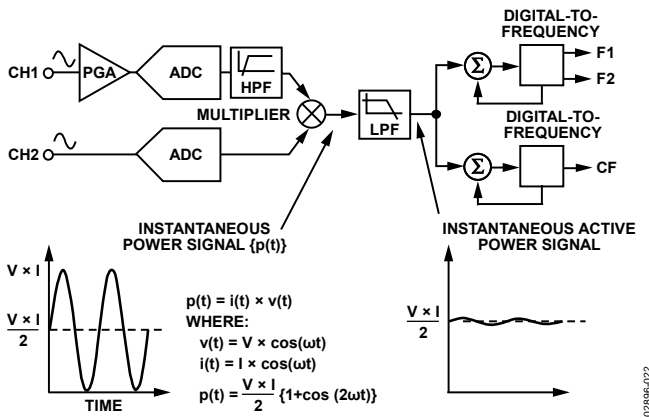 DIGITAL-TO-
FREQUENCY
F1
F2
CH1
PGA
ADC
HPF
MULTIPLIER
LPF
Σ
DIGITAL-TO-
FREQUENCY
CH2
ADC
Σ
CF
INSTANTANEOUS
POWER SIGNAL {p(t)}
INSTANTANEOUS ACTIVE
POWER SIGNAL
V × I
V × I
2
TIME
p(t) = i(t) × v(t)
WHERE:
v(t) = V × cos(ωt)
i(t) = I × cos(ωt)
p(t) = V × I
2
{1+cos (2ωt)}
V × I
2
02896-022